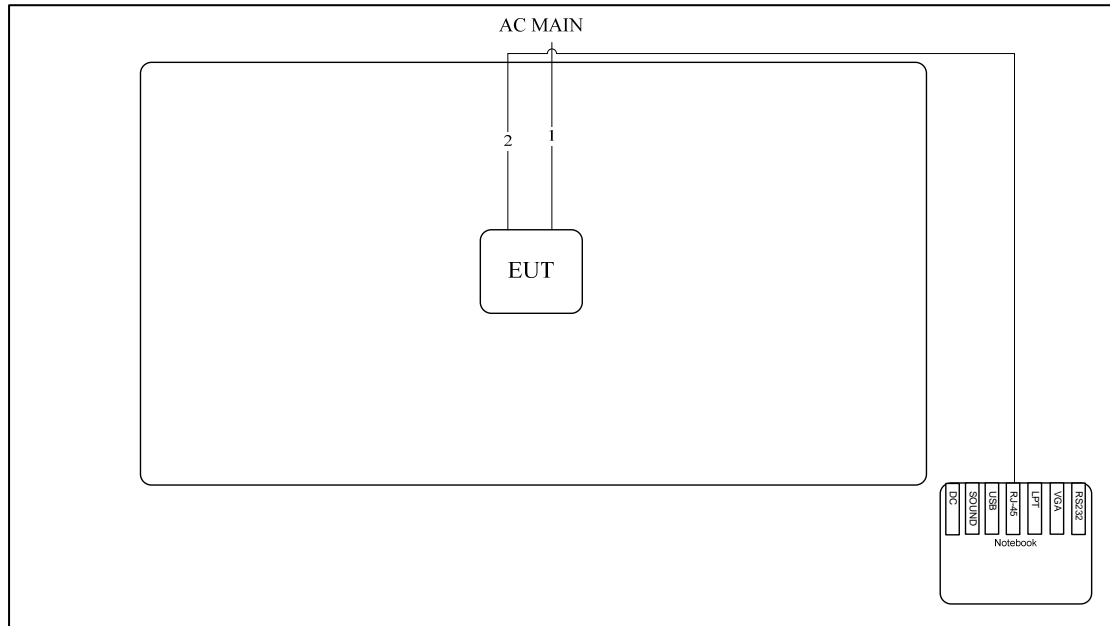 AC MAIN
2
1
EUT
DC
SOUND
USB
RJ-45
LPT
VGA
RS232
Notebook